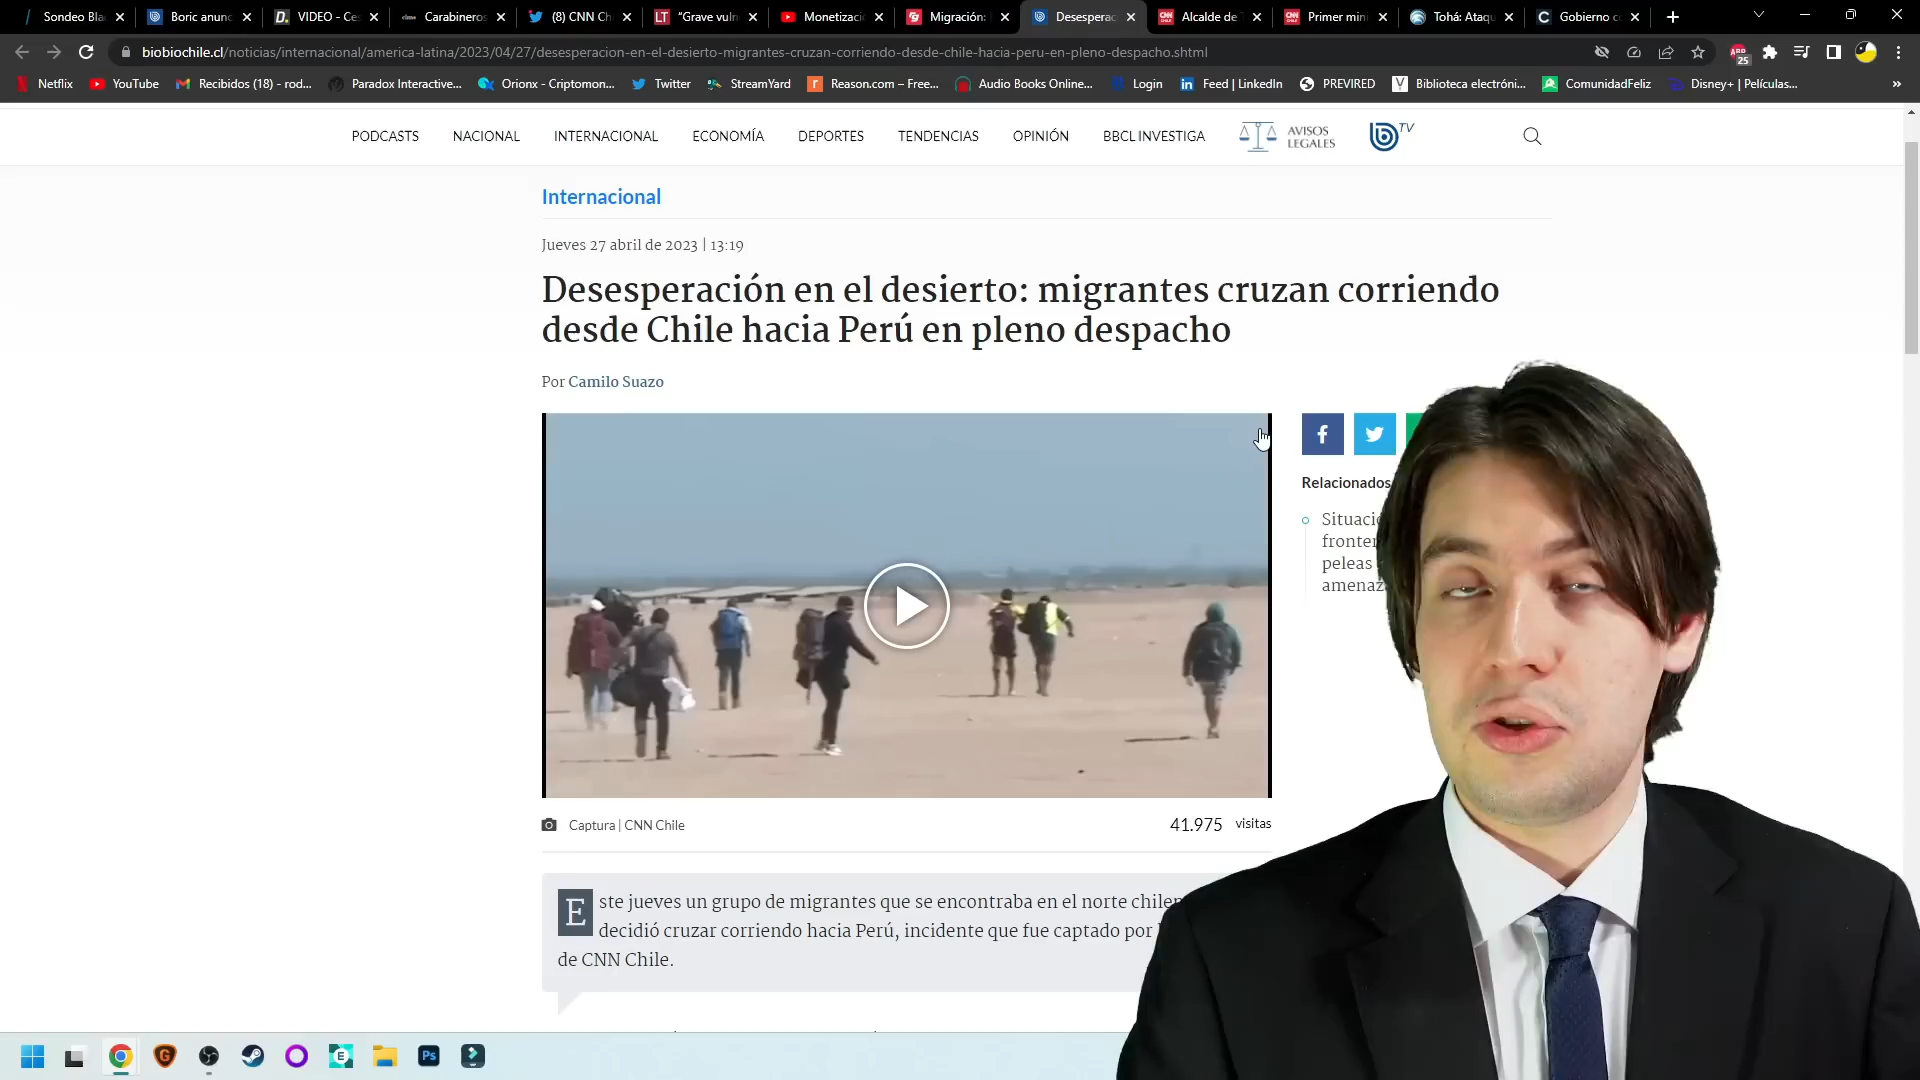 Sondeo Bla
Boric anunc
VIDEO - Ce
Carabineros
(8) CNN Ch
"Grave vuln
Monetizaci
Migración:
Desesperac
Alcalde de
Primer mini
Tohá: Ataqu
Gobierno c
biobiochile.cl/noticias/internacional/america-latina/2023/04/27/desesperacion-en-el-desierto-migrantes-cruzan-corriendo-desde-chile-hacia-peru-en-pleno-despacho.shtml
25
Netflix
YouTube
Recibidos (18) - rod...
Paradox Interactive...
Orionx - Criptomon...
Twitter
StreamYard
Reason.com – Free...
Audio Books Online...
Login
Feed | LinkedIn
PREVIRED
Biblioteca electróni...
ComunidadFeliz
Disney+ | Películas...
PODCASTS
NACIONAL
INTERNACIONAL
ECONOMÍA
DEPORTES
TENDENCIAS
OPINIÓN
BBCL INVESTIGA
AVISOS
LEGALES
TV
Internacional
Jueves 27 abril de 2023 | 13:19
Desesperación en el desierto: migrantes cruzan corriendo
desde Chile hacia Perú en pleno despacho
Por Camilo Suazo
Relacionados
Situació
fronter
peleas
amenaz
Captura | CNN Chile
41.975 visitas
Este jueves un grupo de migrantes que se encontraba en el norte chilen
decidió cruzar corriendo hacia Perú, incidente que fue captado por l
de CNN Chile.